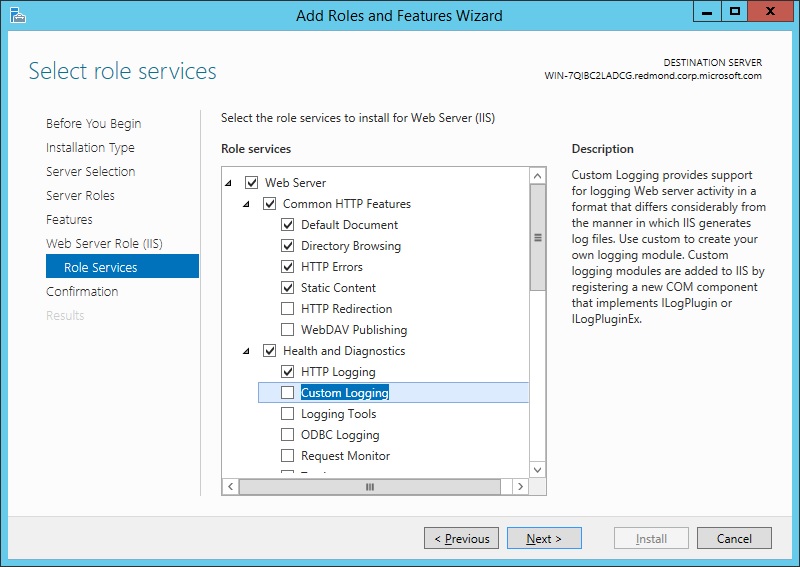 Add Roles and Features Wizard
Select role services
DESTINATION SERVER
WIN-7QIBC2LADCG.redmond.corp.microsoft.com
Before You Begin
Installation Type
Server Selection
Server Roles
Features
Web Server Role (IIS)
Role Services
Confirmation
Results
Select the role services to install for Web Server (IIS)
Role services
Web Server
Common HTTP Features
Default Document
Directory Browsing
HTTP Errors
Static Content
HTTP Redirection
WebDAV Publishing
Health and Diagnostics
HTTP Logging
Custom Logging
Logging Tools
ODBC Logging
Request Monitor
Description
Custom Logging provides support
for logging Web server activity in a
format that differs considerably from
the manner in which IIS generates
log files. Use custom to create your
own logging module. Custom
logging modules are added to IIS by
registering a new COM component
that implements ILogPlugin or
ILogPluginEx.
< Previous
Next >
Install
Cancel